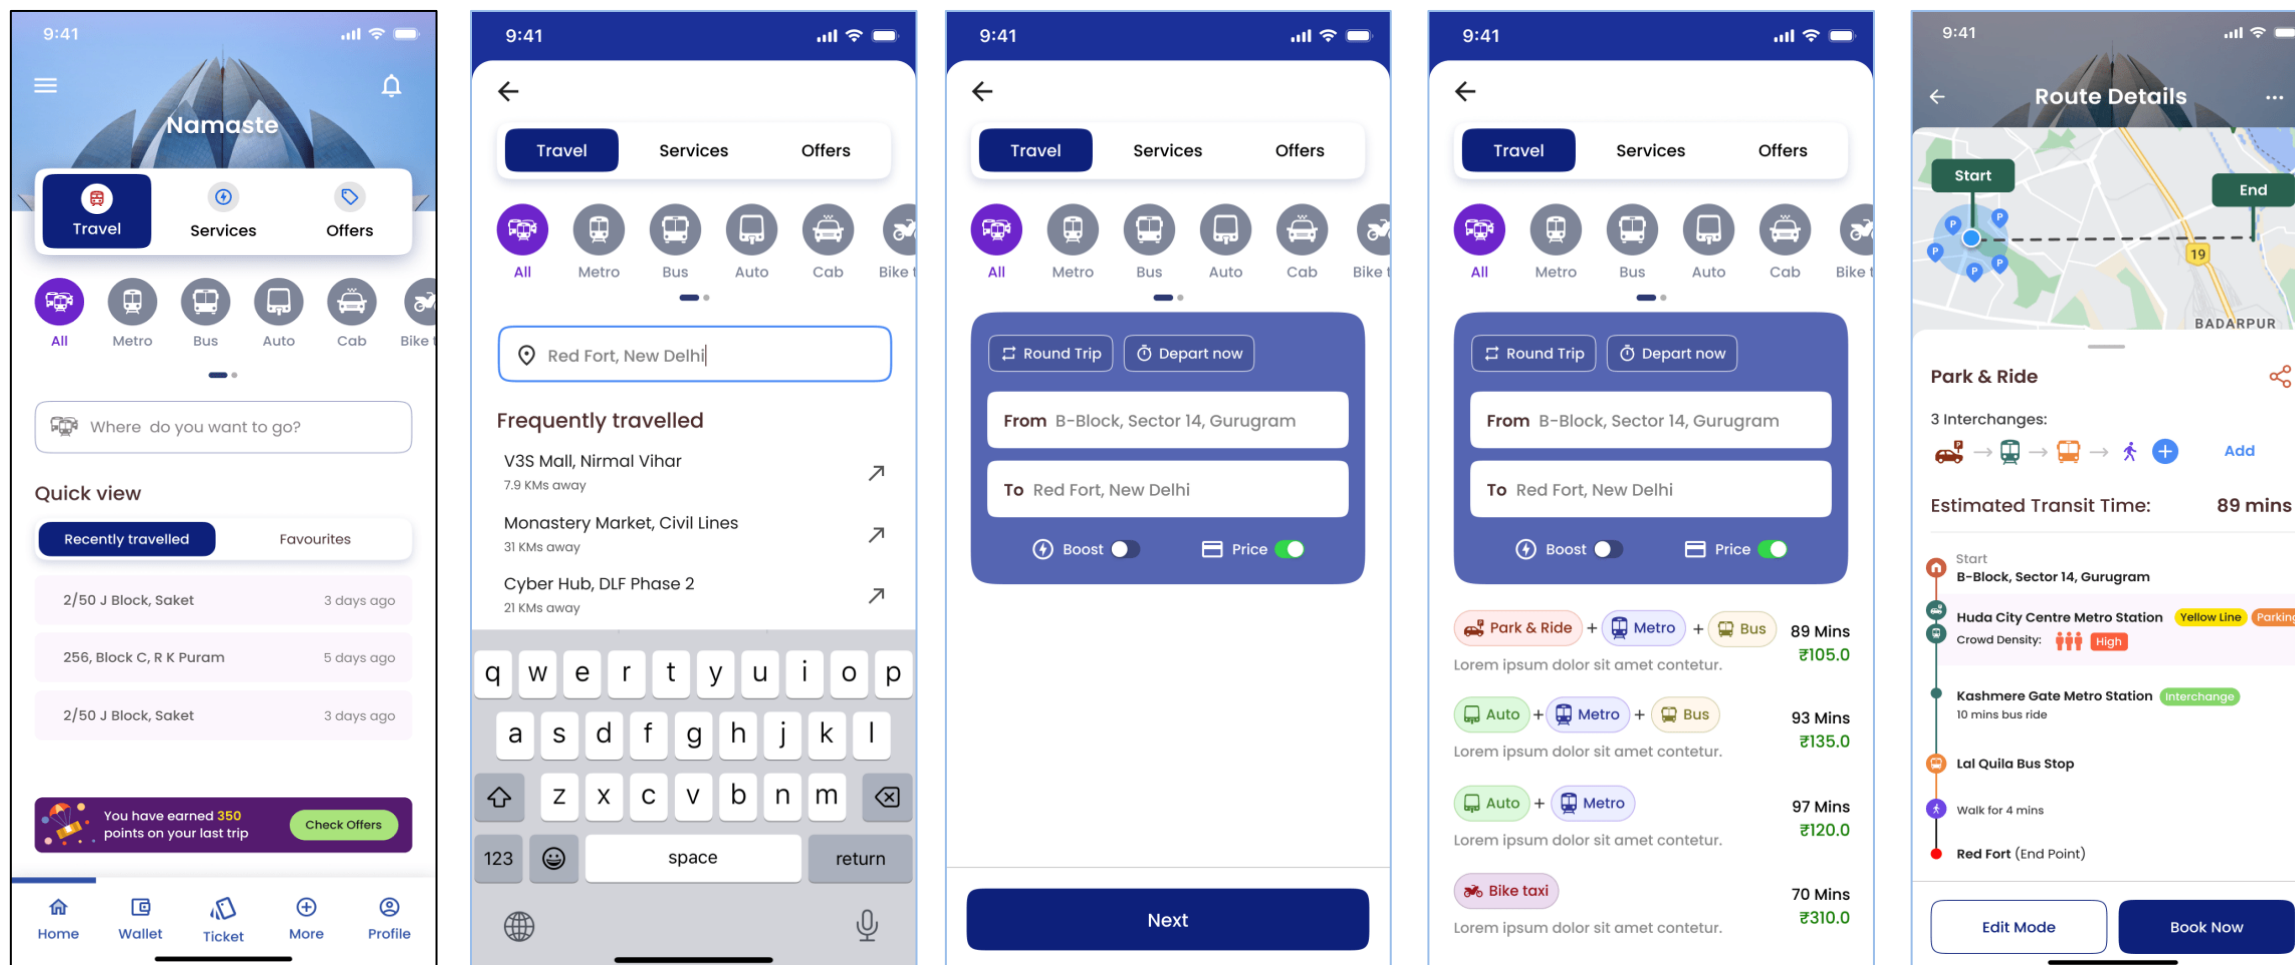 9:41
Namaste
Travel
Services
Offers
All
Metro
Bus
Auto
Cab
Bike t
Where do you want to go?
Quick view
Recently travelled
Favourites
2/50 J Block, Saket
3 days ago
256, Block C, R K Puram
5 days ago
2/50 J Block, Saket
3 days ago
You have earned 350
points on your last trip
Check Offers
Home
Wallet
Ticket
More
Profile
9:41
Travel
Services
Offers
All
Metro
Bus
Auto
Cab
Bike t
Red Fort, New Delhi
Frequently travelled
V3S Mall, Nirmal Vihar
7.9 KMs away
Monastery Market, Civil Lines
31 KMs away
Cyber Hub, DLF Phase 2
21 KMs away
q w e r t y u i o p
a s d f g h j k l
z x c v b n m
123
space
return
9:41
Travel
Services
Offers
All
Metro
Bus
Auto
Cab
Bike t
Round Trip
Depart now
From B-Block, Sector 14, Gurugram
To Red Fort, New Delhi
Boost
Price
Next
9:41
Travel
Services
Offers
All
Metro
Bus
Auto
Cab
Bike t
Round Trip
Depart now
From B-Block, Sector 14, Gurugram
To Red Fort, New Delhi
Boost
Price
Park & Ride + Metro + Bus
89 Mins
Lorem ipsum dolor sit amet contetur.
₹105.0
Auto + Metro + Bus
93 Mins
Lorem ipsum dolor sit amet contetur.
₹135.0
Auto + Metro
97 Mins
Lorem ipsum dolor sit amet contetur.
₹120.0
Bike taxi
70 Mins
Lorem ipsum dolor sit amet contetur.
₹310.0
9:41
Route Details
Start
End
P
P
P
P
P
19
BADARPUR
Park & Ride
3 Interchanges:
P
Add
Estimated Transit Time:
89 mins
Start
B-Block, Sector 14, Gurugram
Huda City Centre Metro Station
Yellow Line
Parking
Crowd Density:
High
Kashmere Gate Metro Station
Interchange
10 mins bus ride
Lal Quila Bus Stop
Walk for 4 mins
Red Fort (End Point)
Edit Mode
Book Now